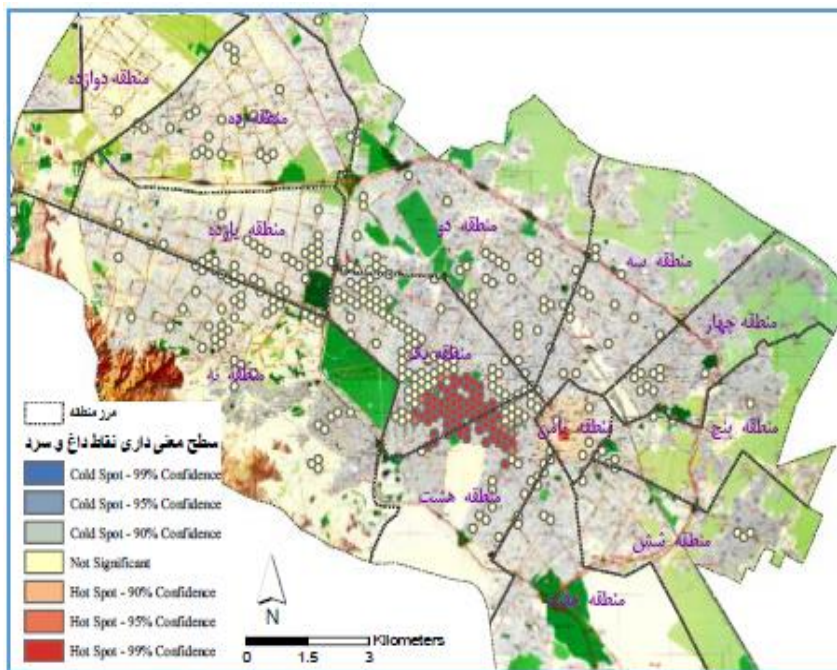 منطقه دوازده
منطقه ده
منطقه یازده
منطقه دو
منطقه سه
منطقه چهار
منطقه یک
منطقه نه
منطقه ثامن
منطقه پنج
منطقه هشت
منطقه شش
منطقه هفت
مرز منطقه
سطح معنی داری نقاط داغ و سرد
Cold Spot - 99% Confidence
Cold Spot - 95% Confidence
Cold Spot - 90% Confidence
Not Significant
Hot Spot - 90% Confidence
Hot Spot - 95% Confidence
Hot Spot - 99% Confidence
N
Kilometers
0 1.5 3